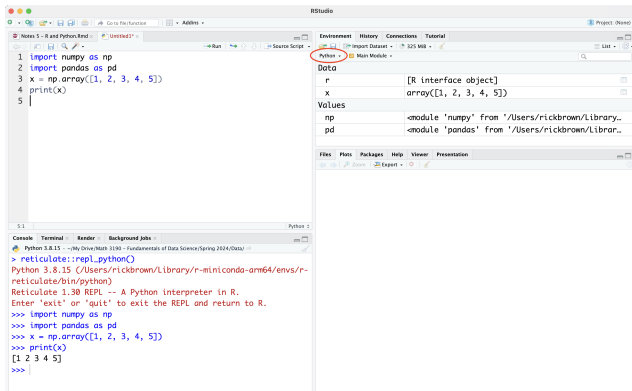 RStudio
Go to file/function
Addins
Project: (None)
Notes 5 - R and Python.Rmd
Untitled1*
Run
Source Script
1 import numpy as np
2 import pandas as pd
3 x = np.array([1, 2, 3, 4, 5])
4 print(x)
5
5:1
Python
Console Terminal Render Background Jobs
Python 3.8.15 · ~/My Drive/Math 3190 - Fundamentals of Data Science/Spring 2024/Data/
> reticulate::repl_python()
Python 3.8.15 (/Users/rickbrown/Library/r-miniconda-arm64/envs/r-
reticulate/bin/python)
Reticulate 1.30 REPL -- A Python interpreter in R.
Enter 'exit' or 'quit' to exit the REPL and return to R.
>>> import numpy as np
>>> import pandas as pd
>>> x = np.array([1, 2, 3, 4, 5])
>>> print(x)
[1 2 3 4 5]
>>>
Environment History Connections Tutorial
Import Dataset
325 MiB
List
Python
Main Module
Data
r [R interface object]
x array([1, 2, 3, 4, 5])
Values
np <module 'numpy' from '/Users/rickbrown/Library…
pd <module 'pandas' from '/Users/rickbrown/Librar…
Files Plots Packages Help Viewer Presentation
Zoom
Export